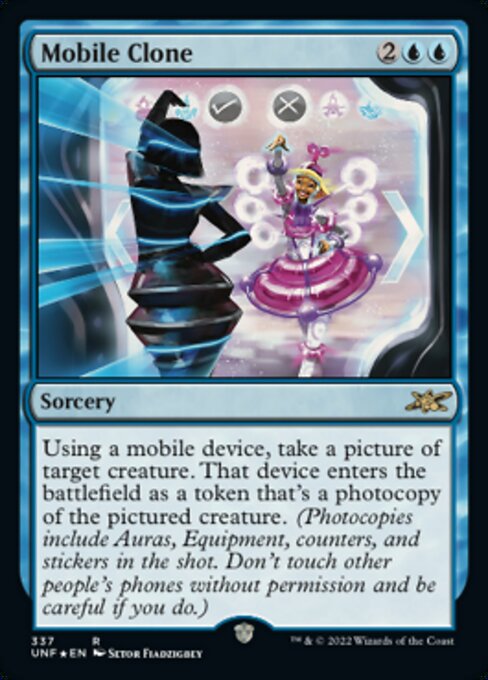 Mobile Clone 2
Sorcery
Using a mobile device, take a picture of
target creature. That device enters the
battlefield as a token that's a photocopy
of the pictured creature. (Photocopies
include Auras, Equipment, counters, and
stickers in the shot. Don't touch other
people's phones without permission and be
careful if you do.)
337 R
UNF★EN Setor Fiadzigbey
™ & © 2022 Wizards of the Coast